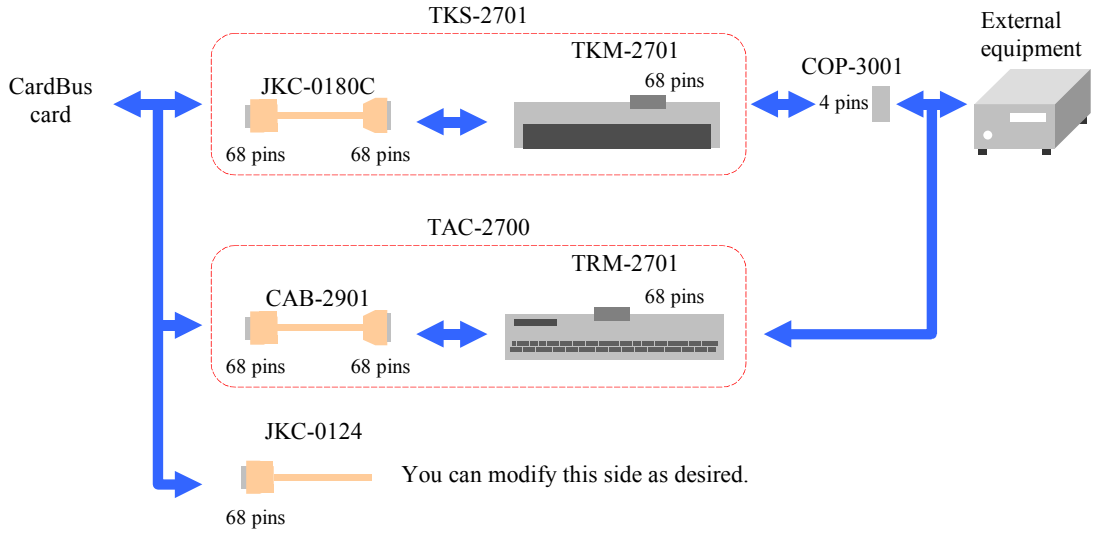 TKS-2701
External
equipment
TKM-2701
COP-3001
68 pins
JKC-0180C
CardBus
card
4 pins
68 pins
68 pins
TAC-2700
TRM-2701
CAB-2901
68 pins
68 pins
68 pins
JKC-0124
You can modify this side as desired.
68 pins